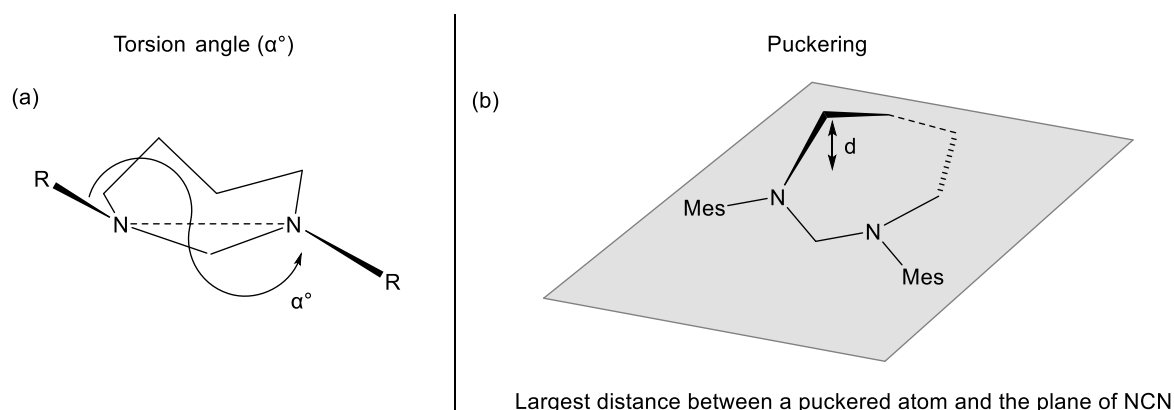 Torsion angle (α°)
(a)
R
N
N
R
α°
Puckering
(b)
d
N
Mes
N
Mes
Largest distance between a puckered atom and the plane of NCN